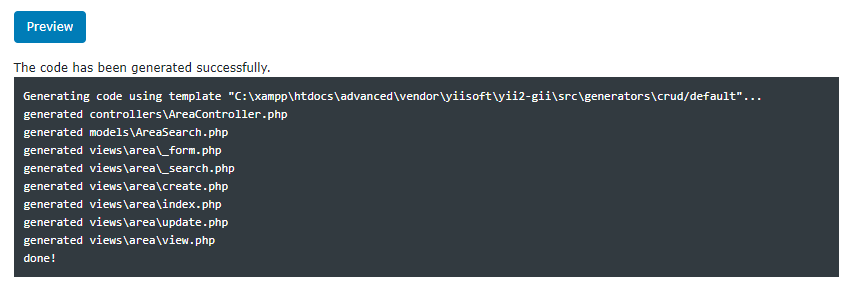 Preview
The code has been generated successfully.
Generating code using template "C:\xampp\htdocs\advanced\vendor\yiisoft\yii2-gii\src\generators\crud/default"...
generated controllers\AreaController.php
generated models\AreaSearch.php
generated views\area\_form.php
generated views\area\_search.php
generated views\area\create.php
generated views\area\index.php
generated views\area\update.php
generated views\area\view.php
done!